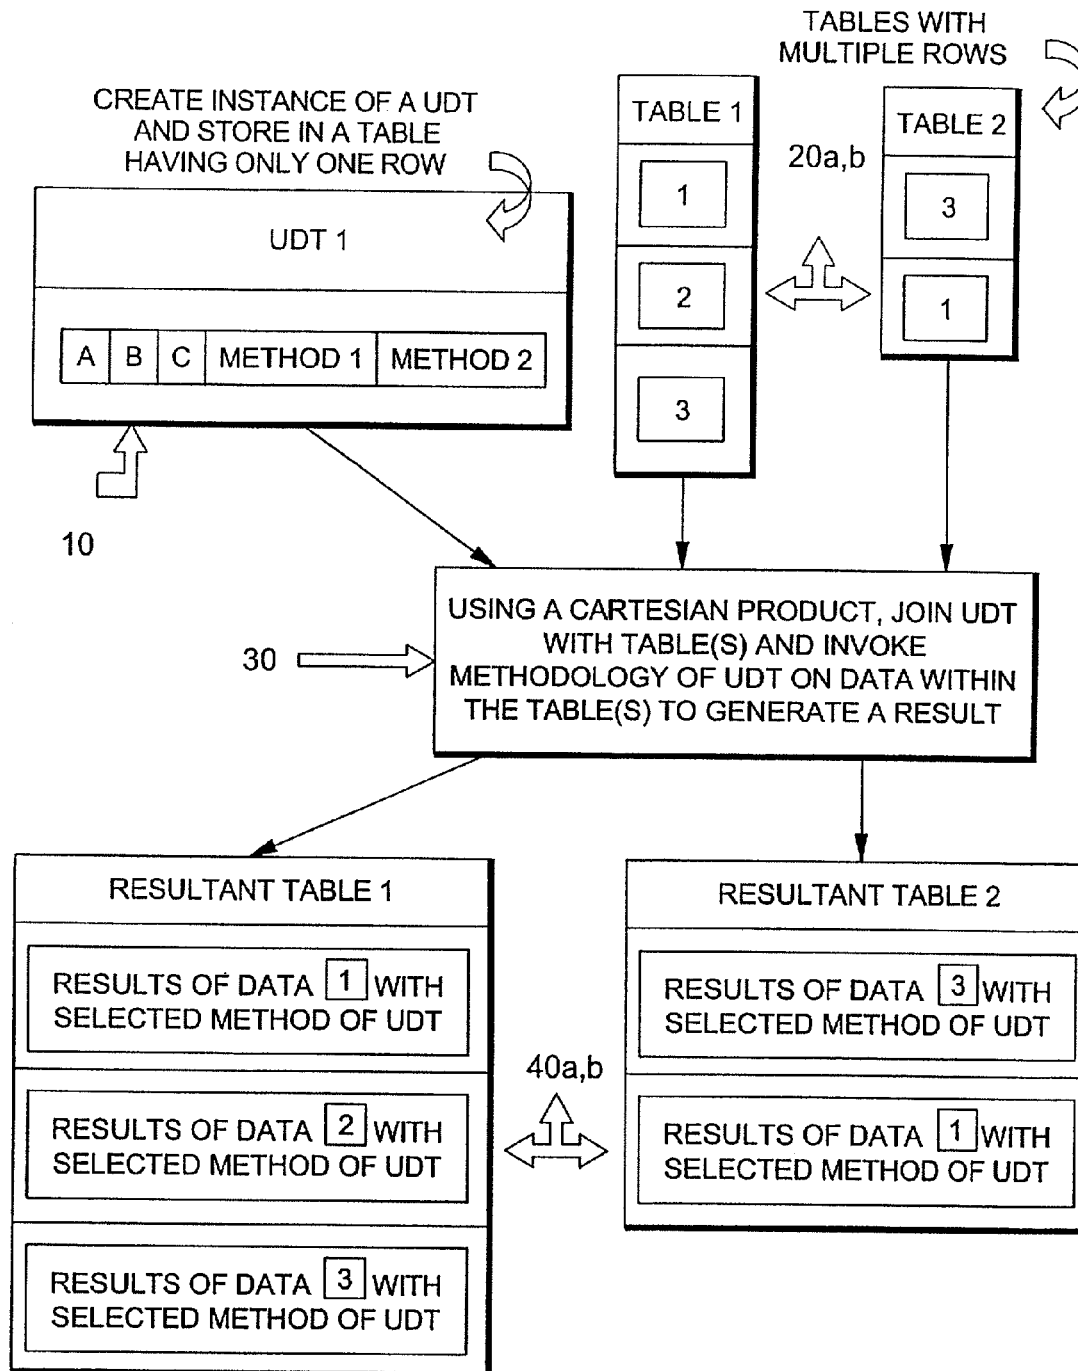 TABLES WITH
MULTIPLE ROWS
CREATE INSTANCE OF A UDT
AND STORE IN A TABLE
HAVING ONLY ONE ROW
UDT 1
A B C METHOD 1 METHOD 2
10
TABLE 1
1
2
3
20a,b
TABLE 2
3
1
30
USING A CARTESIAN PRODUCT, JOIN UDT
WITH TABLE(S) AND INVOKE
METHODOLOGY OF UDT ON DATA WITHIN
THE TABLE(S) TO GENERATE A RESULT
RESULTANT TABLE 1
RESULTS OF DATA 1 WITH
SELECTED METHOD OF UDT
RESULTS OF DATA 2 WITH
SELECTED METHOD OF UDT
RESULTS OF DATA 3 WITH
SELECTED METHOD OF UDT
40a,b
RESULTANT TABLE 2
RESULTS OF DATA 3 WITH
SELECTED METHOD OF UDT
RESULTS OF DATA 1 WITH
SELECTED METHOD OF UDT